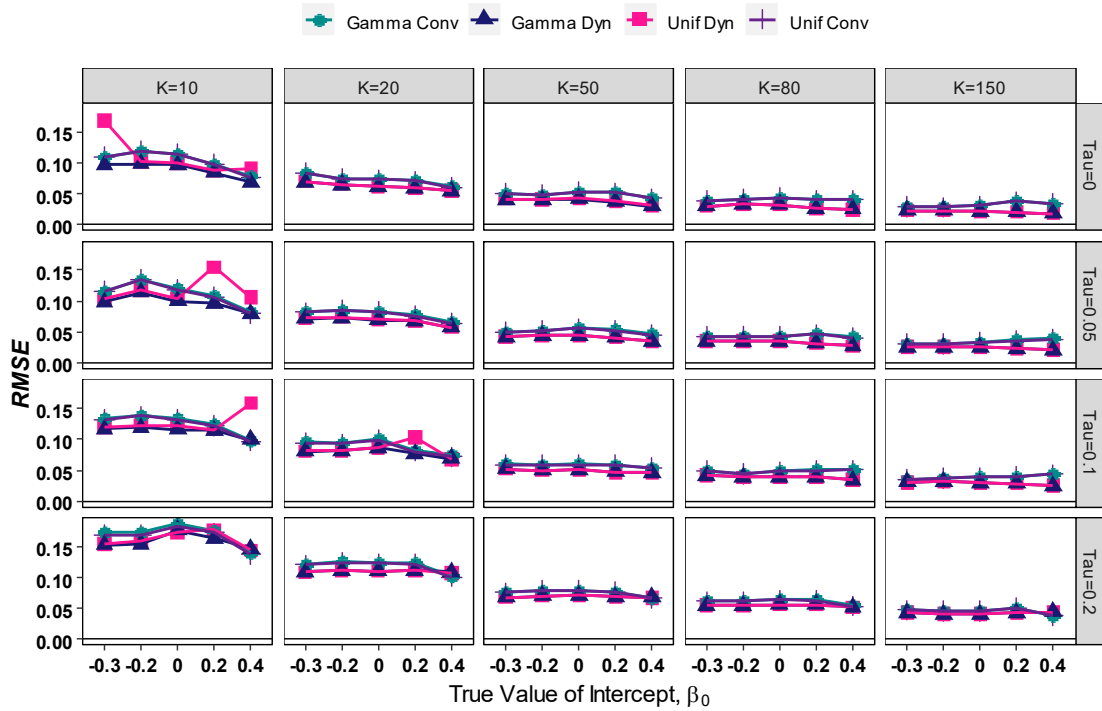 Gamma Conv Gamma Dyn Unif Dyn Unif Conv
K=10 K=20 K=50 K=80 K=150
RMSE
0.15
0.10
0.05
0.00
Tau=0
0.15
0.10
0.05
0.00
Tau=0.05
0.15
0.10
0.05
0.00
Tau=0.1
0.15
0.10
0.05
0.00
Tau=0.2
-0.3 -0.2 0 0.2 0.4 -0.3 -0.2 0 0.2 0.4 -0.3 -0.2 0 0.2 0.4 -0.3 -0.2 0 0.2 0.4 -0.3 -0.2 0 0.2 0.4
True Value of Intercept, β0